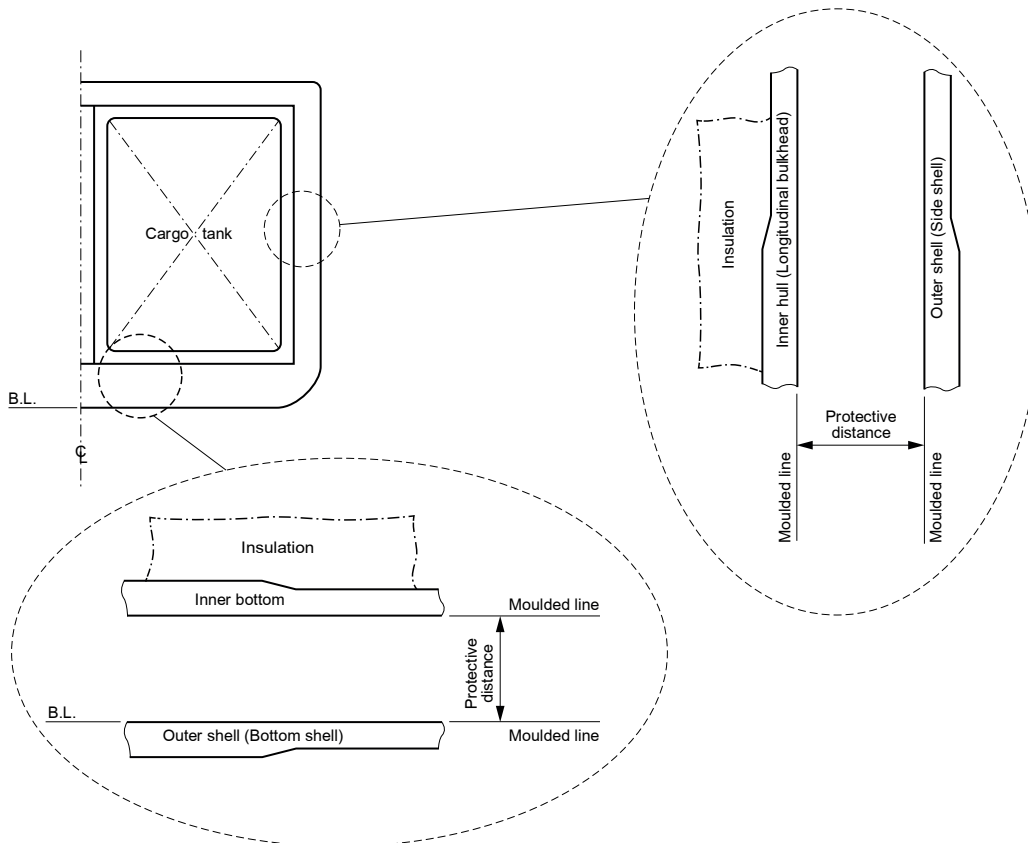 Cargo tank
B.L.
℄
Insulation
Inner hull (Longitudinal bulkhead)
Outer shell (Side shell)
Protective
distance
Moulded line
Moulded line
Insulation
Inner bottom
Moulded line
Protective
distance
B.L.
Outer shell (Bottom shell)
Moulded line